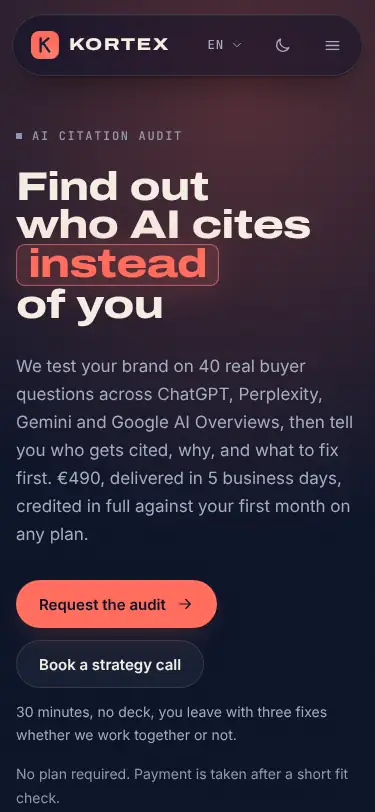 K KORTEX
EN
AI CITATION AUDIT
Find out
who AI cites
instead
of you
We test your brand on 40 real buyer
questions across ChatGPT, Perplexity,
Gemini and Google AI Overviews, then tell
you who gets cited, why, and what to fix
first. €490, delivered in 5 business days,
credited in full against your first month on
any plan.
Request the audit →
Book a strategy call
30 minutes, no deck, you leave with three fixes
whether we work together or not.
No plan required. Payment is taken after a short fit
check.